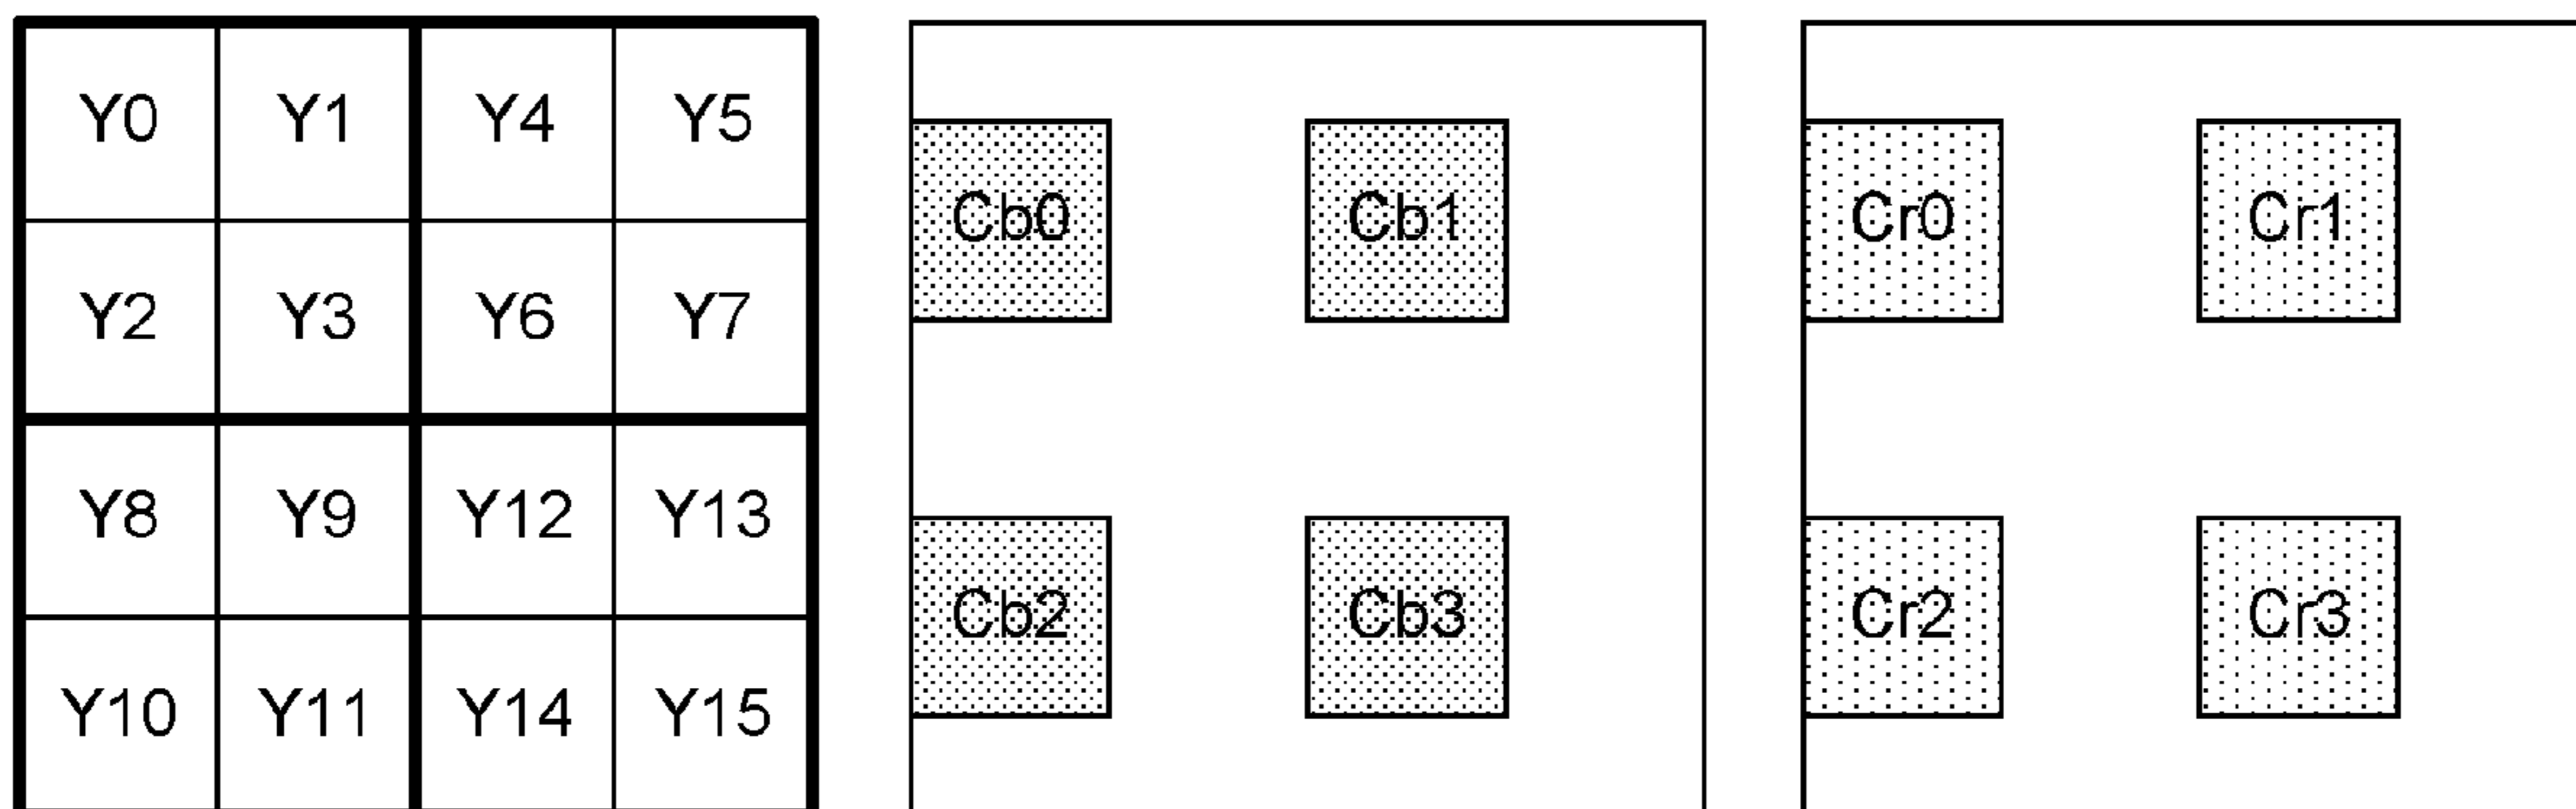 Y0 Y1 Y4 Y5
Cb0 Cb1 Cr0 Cr1
Y2 Y3 Y6 Y7
Y8 Y9 Y12 Y13
Cb2 Cb3 Cr2 Cr3
Y10 Y11 Y14 Y15